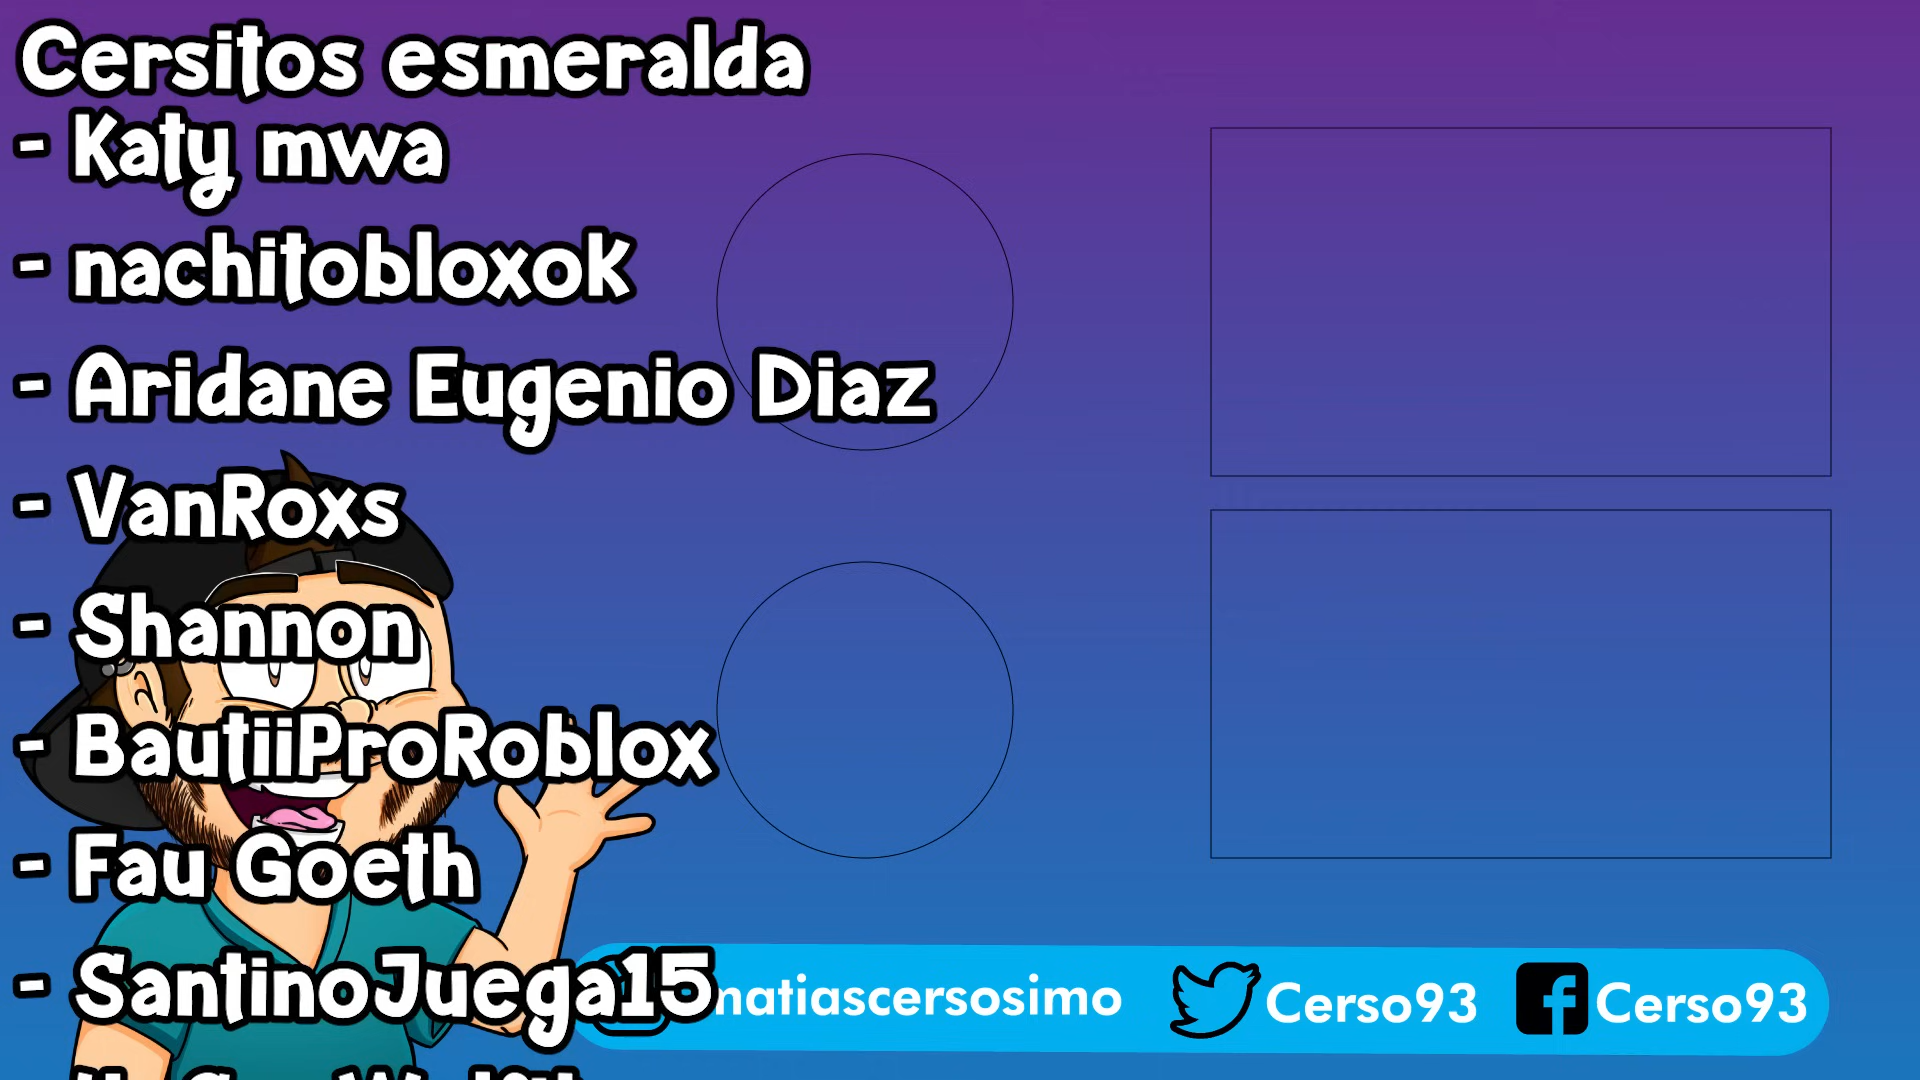 Cersitos esmeralda
- Katy mwa
- nachitobloxok
- Aridane Eugenio Diaz
- VanRoxs
- Shannon
- BautiiProRoblox
- Fau Goeth
- SantinoJuega15
matiascersosimo
Cerso93
Cerso93